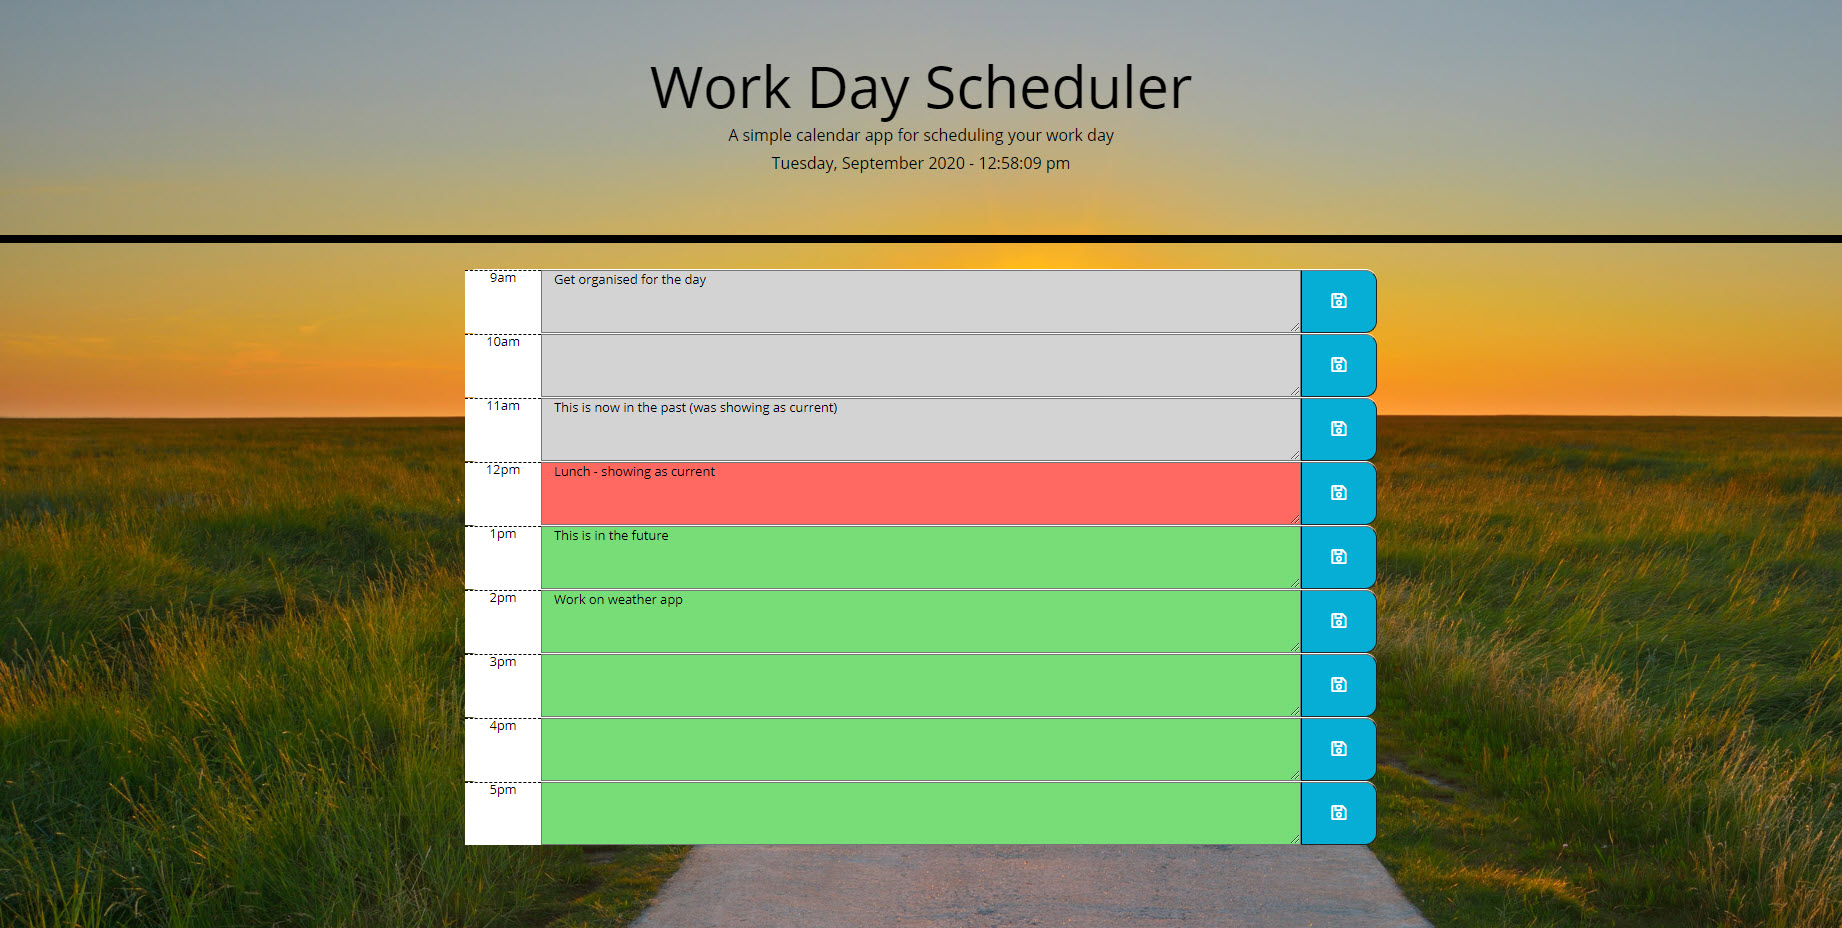 Work Day Scheduler
A simple calendar app for scheduling your work day
Tuesday, September 2020 - 12:58:09 pm
9am Get organised for the day
10am
11am This is now in the past (was showing as current)
12pm Lunch - showing as current
1pm This is in the future
2pm Work on weather app
3pm
4pm
5pm